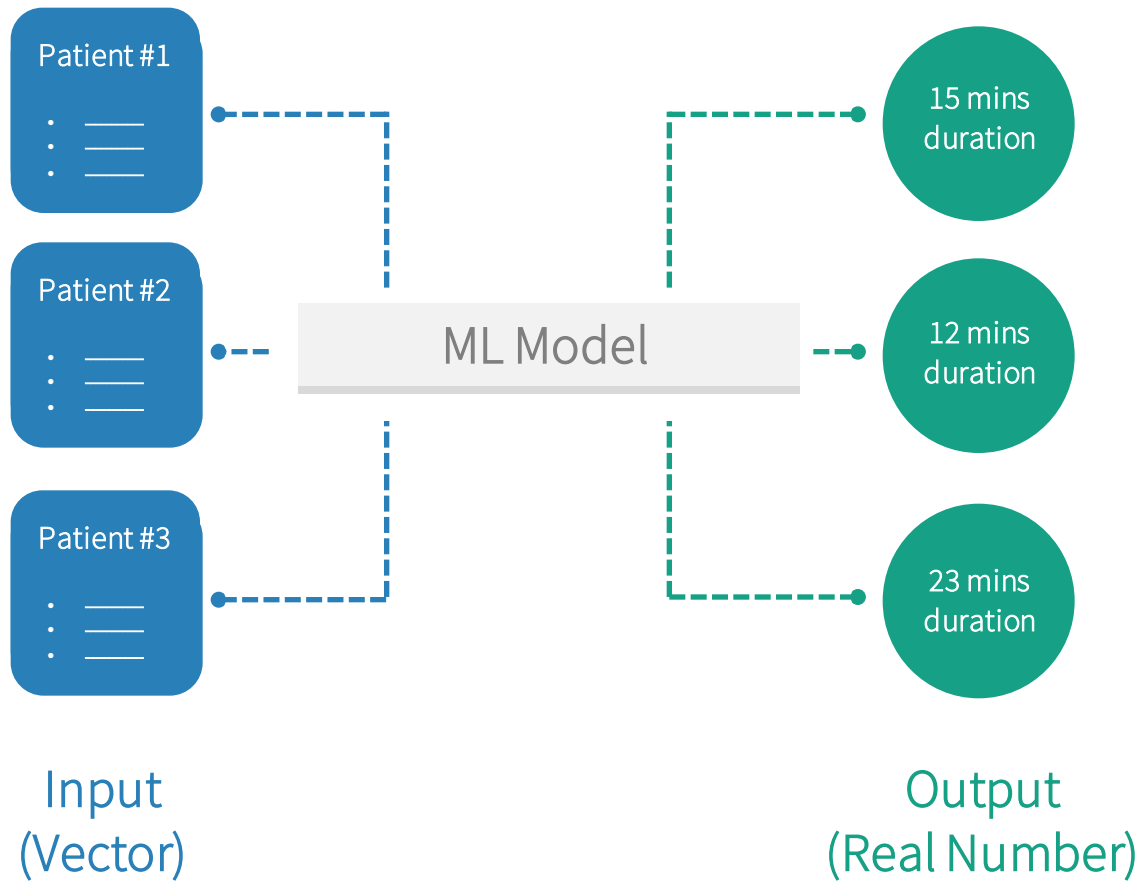 Patient #1
15 mins
duration
Patient #2
ML Model
12 mins
duration
Patient #3
23 mins
duration
Input
(Vector)
Output
(Real Number)